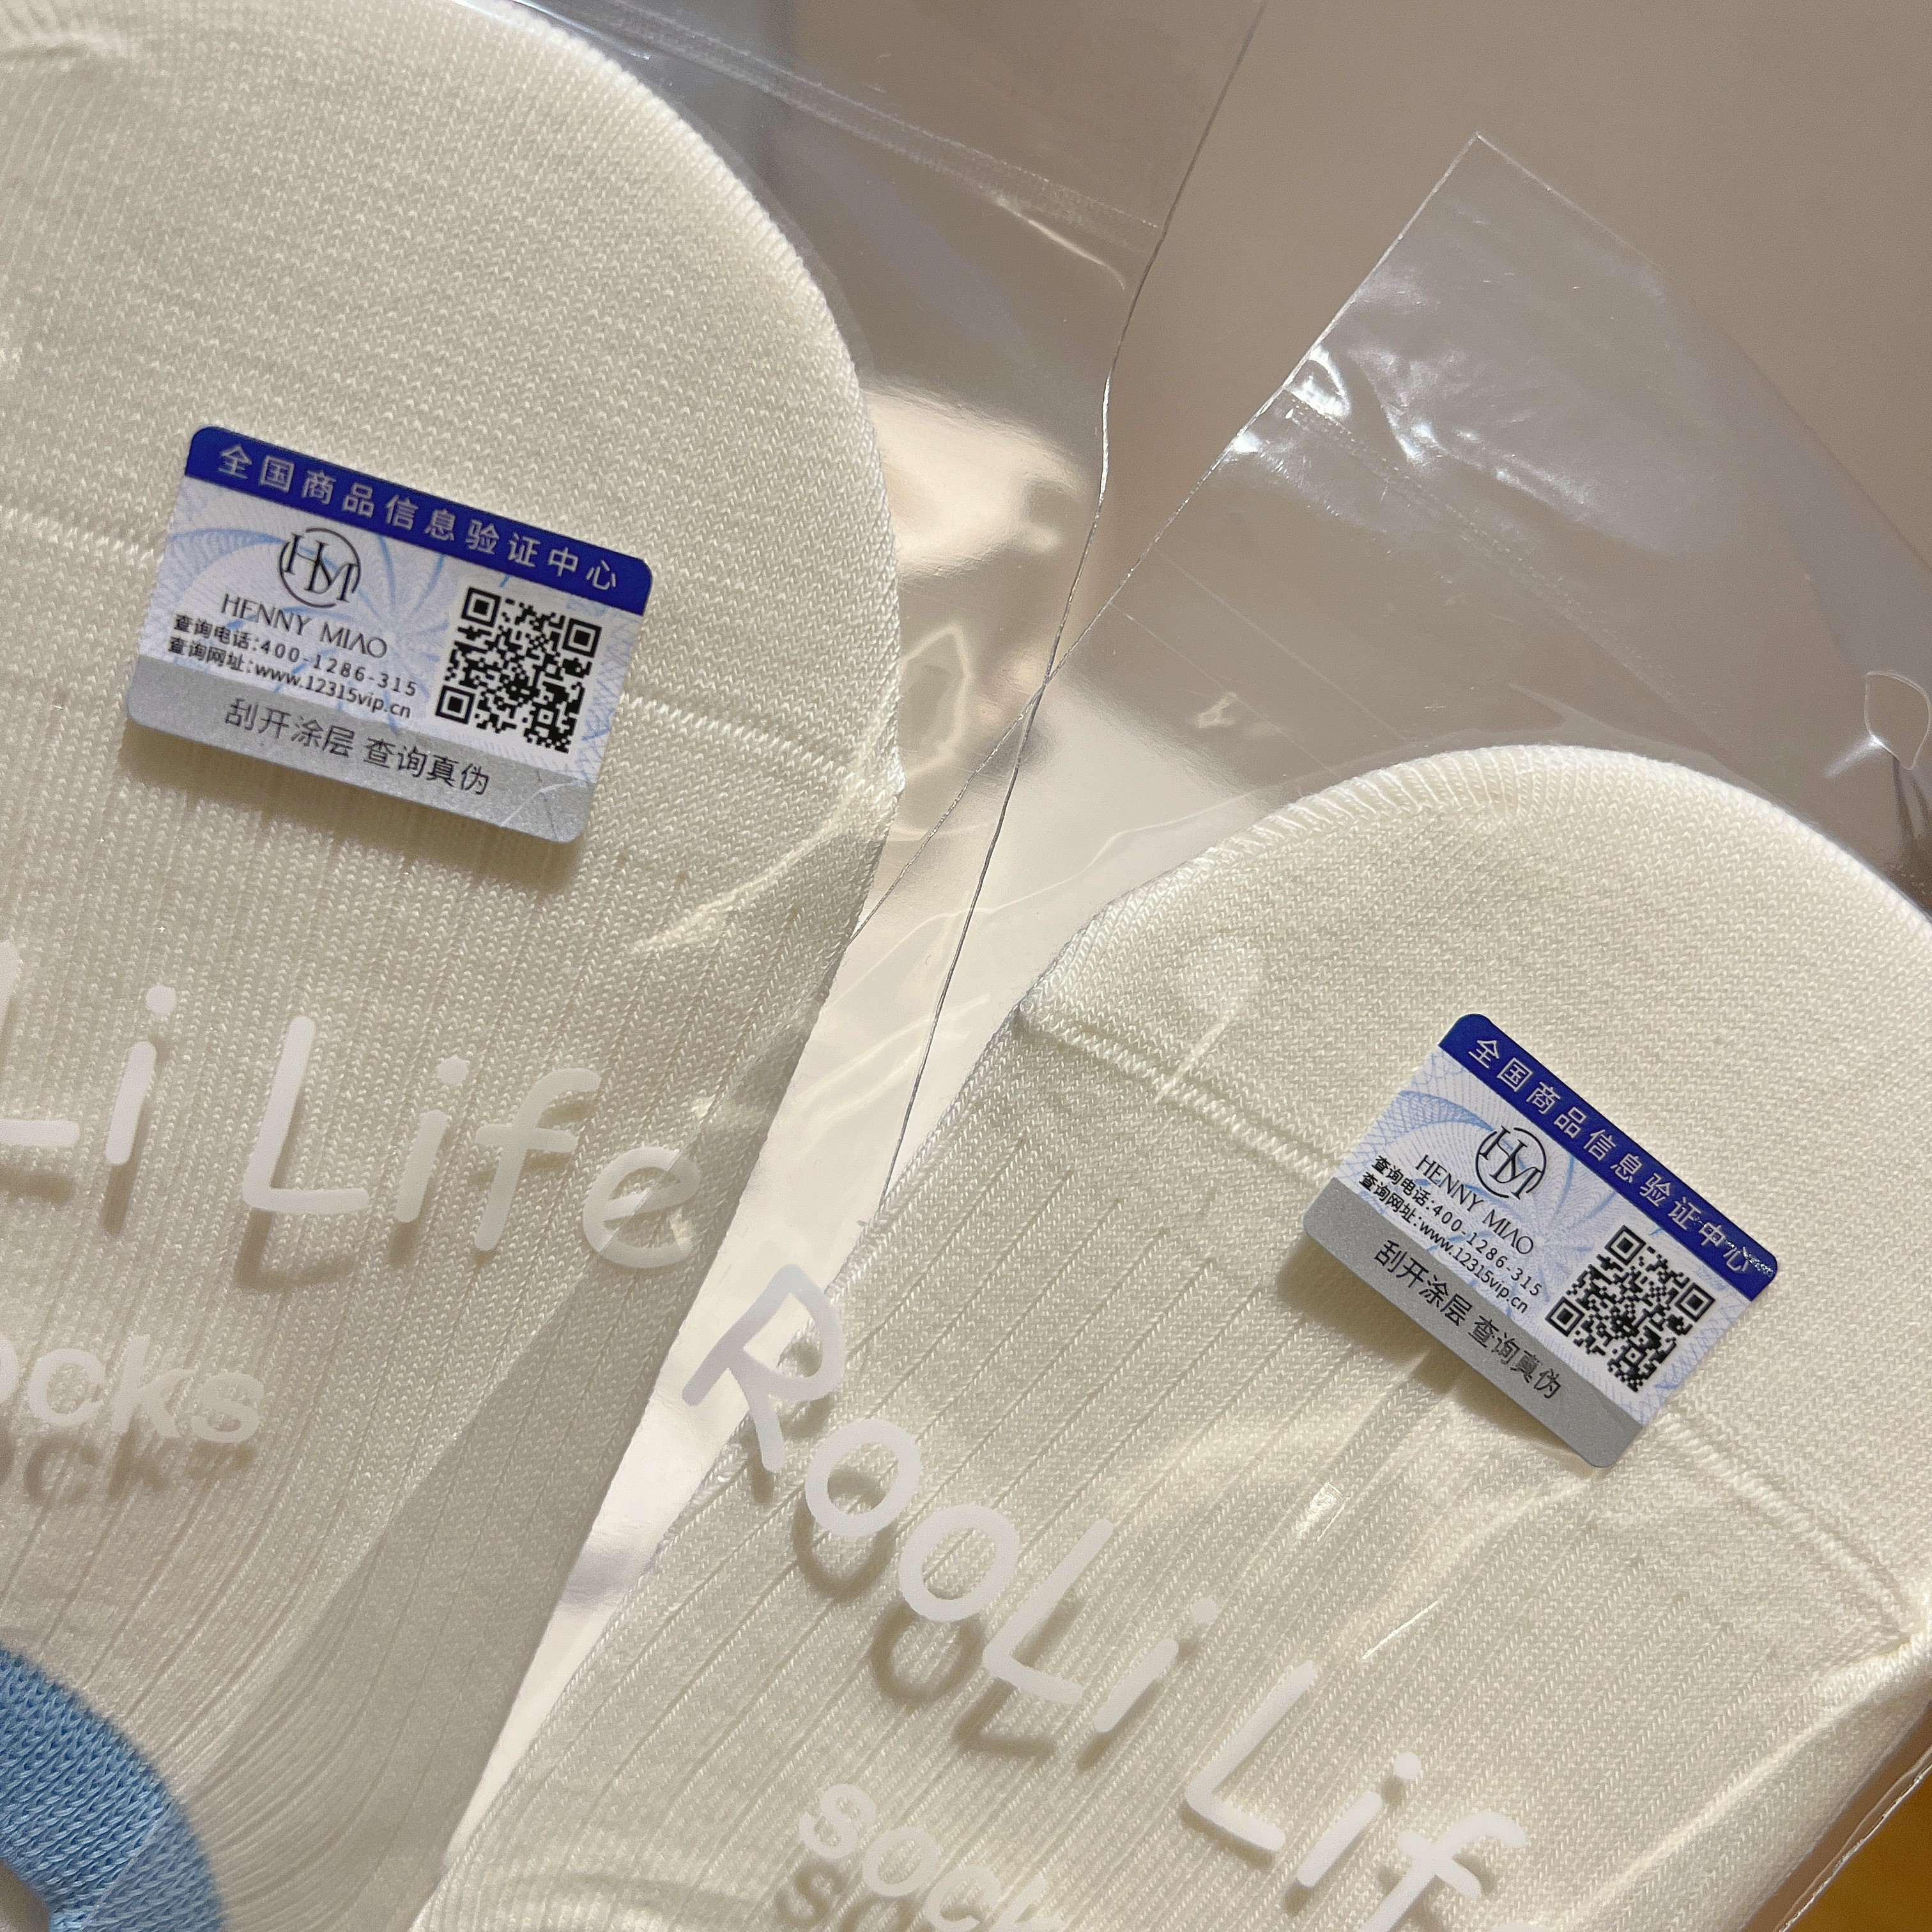 全国商品信息验证中心
HM
HENNY MIAO
查询电话:400-1286-315
查询网址:www.12315vip.cn
刮开涂层 查询真伪
Li Life
ocks
全国商品信息验证中心
HM
HENNY MIAO
查询电话:400-1286-315
查询网址:www.12315vip.cn
刮开涂层 查询真伪
RooLi Life
sock